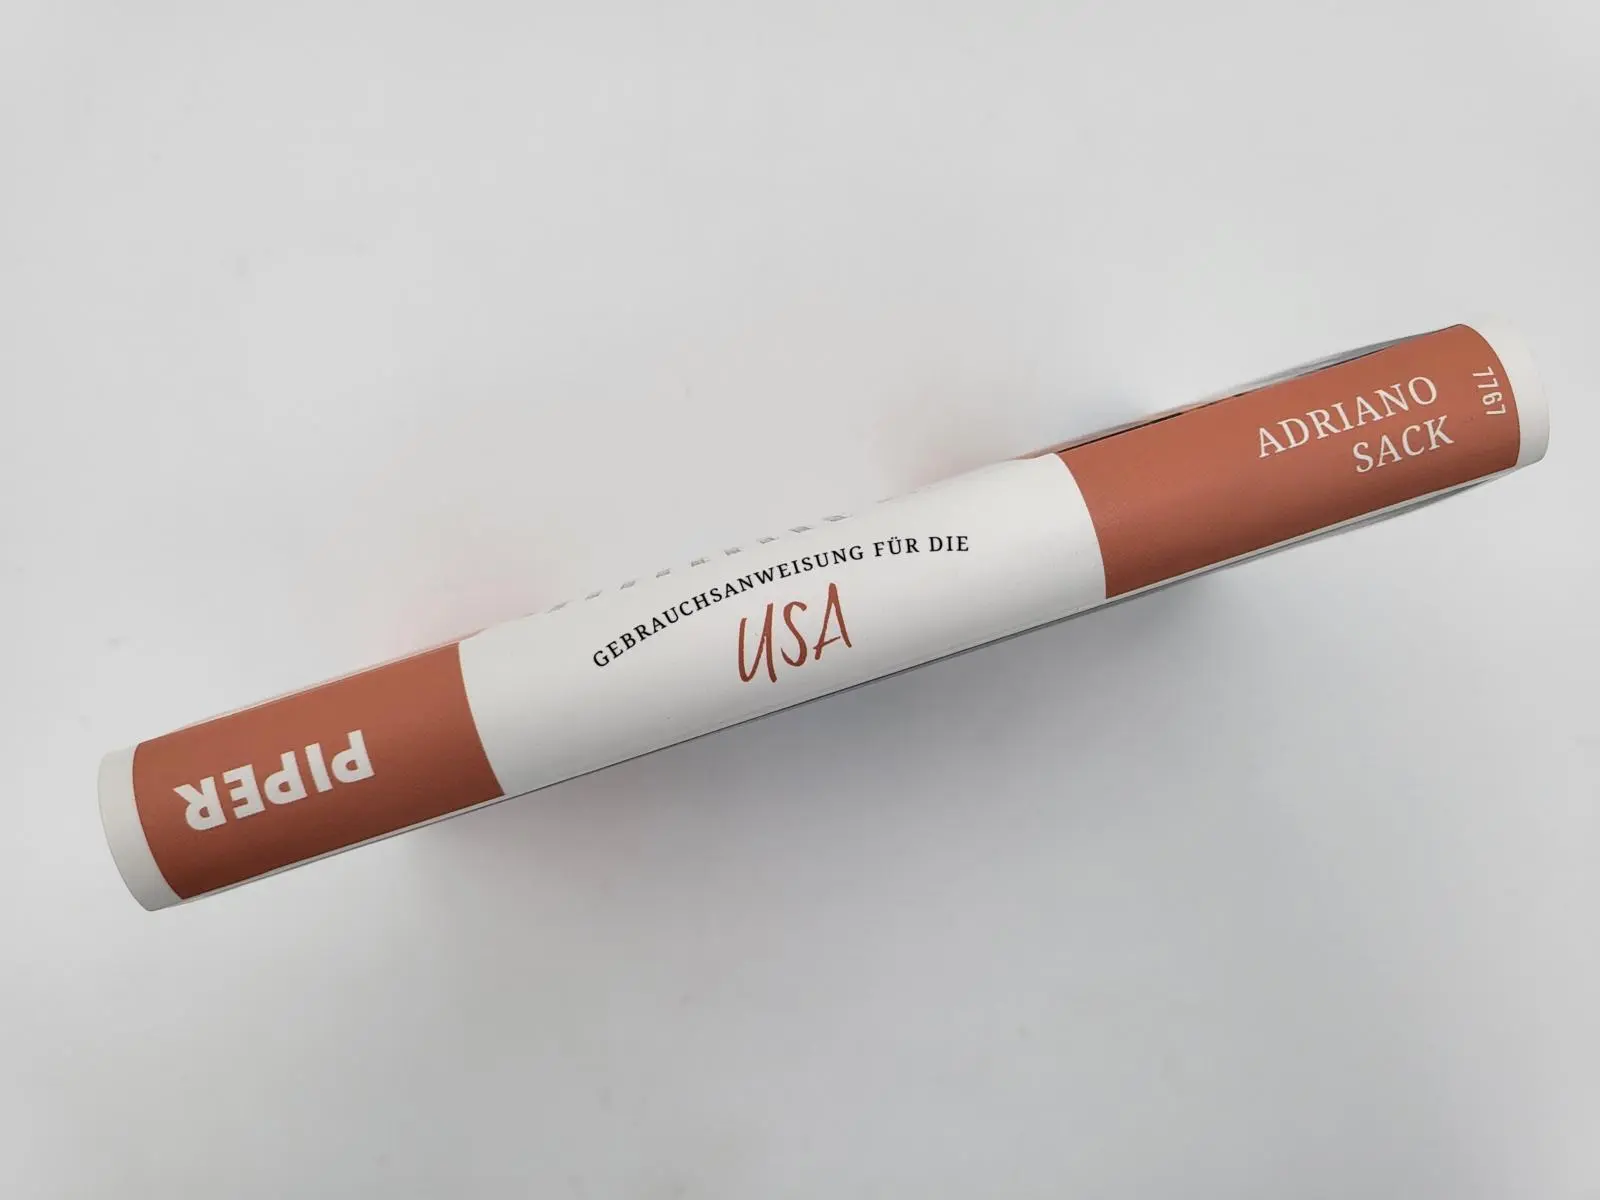 PIPER
GEBRAUCHSANWEISUNG FÜR DIE
USA
ADRIANO
SACK
7767